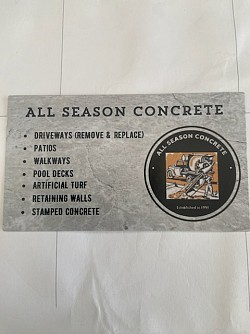 ALL SEASON CONCRETE
• DRIVEWAYS (REMOVE & REPLACE)
• PATIOS
• WALKWAYS
• POOL DECKS
• ARTIFICIAL TURF
• RETAINING WALLS
• STAMPED CONCRETE
ALL SEASON CONCRETE